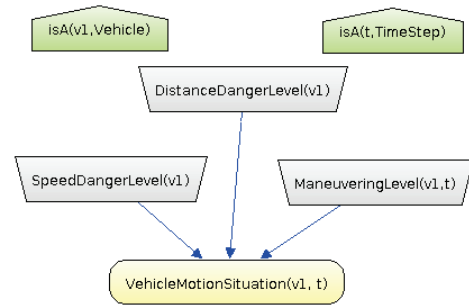 isA(v1,Vehicle)
isA(t,TimeStep)
DistanceDangerLevel(v1)
SpeedDangerLevel(v1)
ManeuveringLevel(v1,t)
VehicleMotionSituation(v1, t)